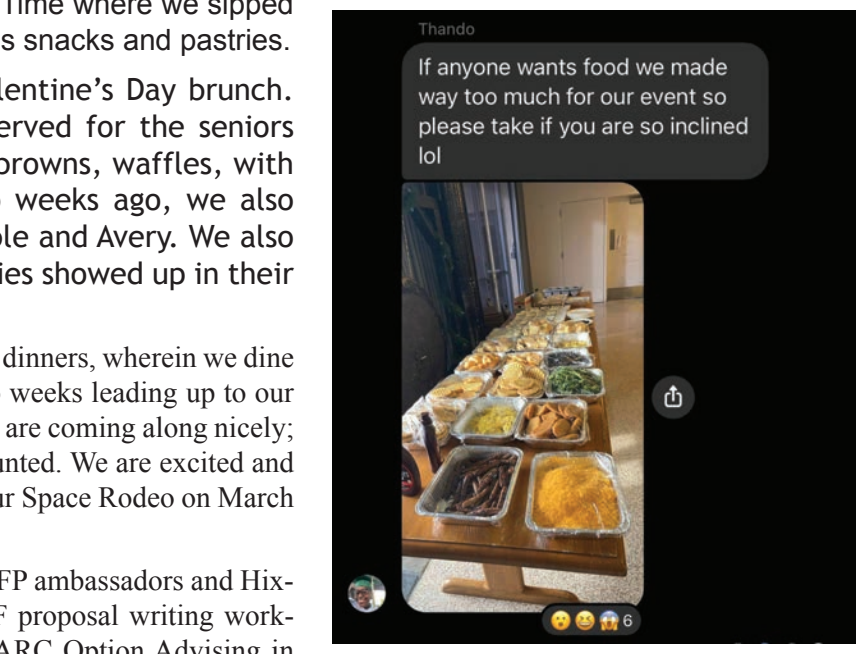 Time where we sipped
s snacks and pastries.
lentine’s Day brunch.
erved for the seniors
browns, waffles, with
weeks ago, we also
ole and Avery. We also
ies showed up in their
dinners, wherein we dine
weeks leading up to our
are coming along nicely;
unted. We are excited and
ur Space Rodeo on March
FP ambassadors and Hix-
F proposal writing work-
ARC Option Advising in
Thando
If anyone wants food we made
way too much for our event so
please take if you are so inclined
lol
6